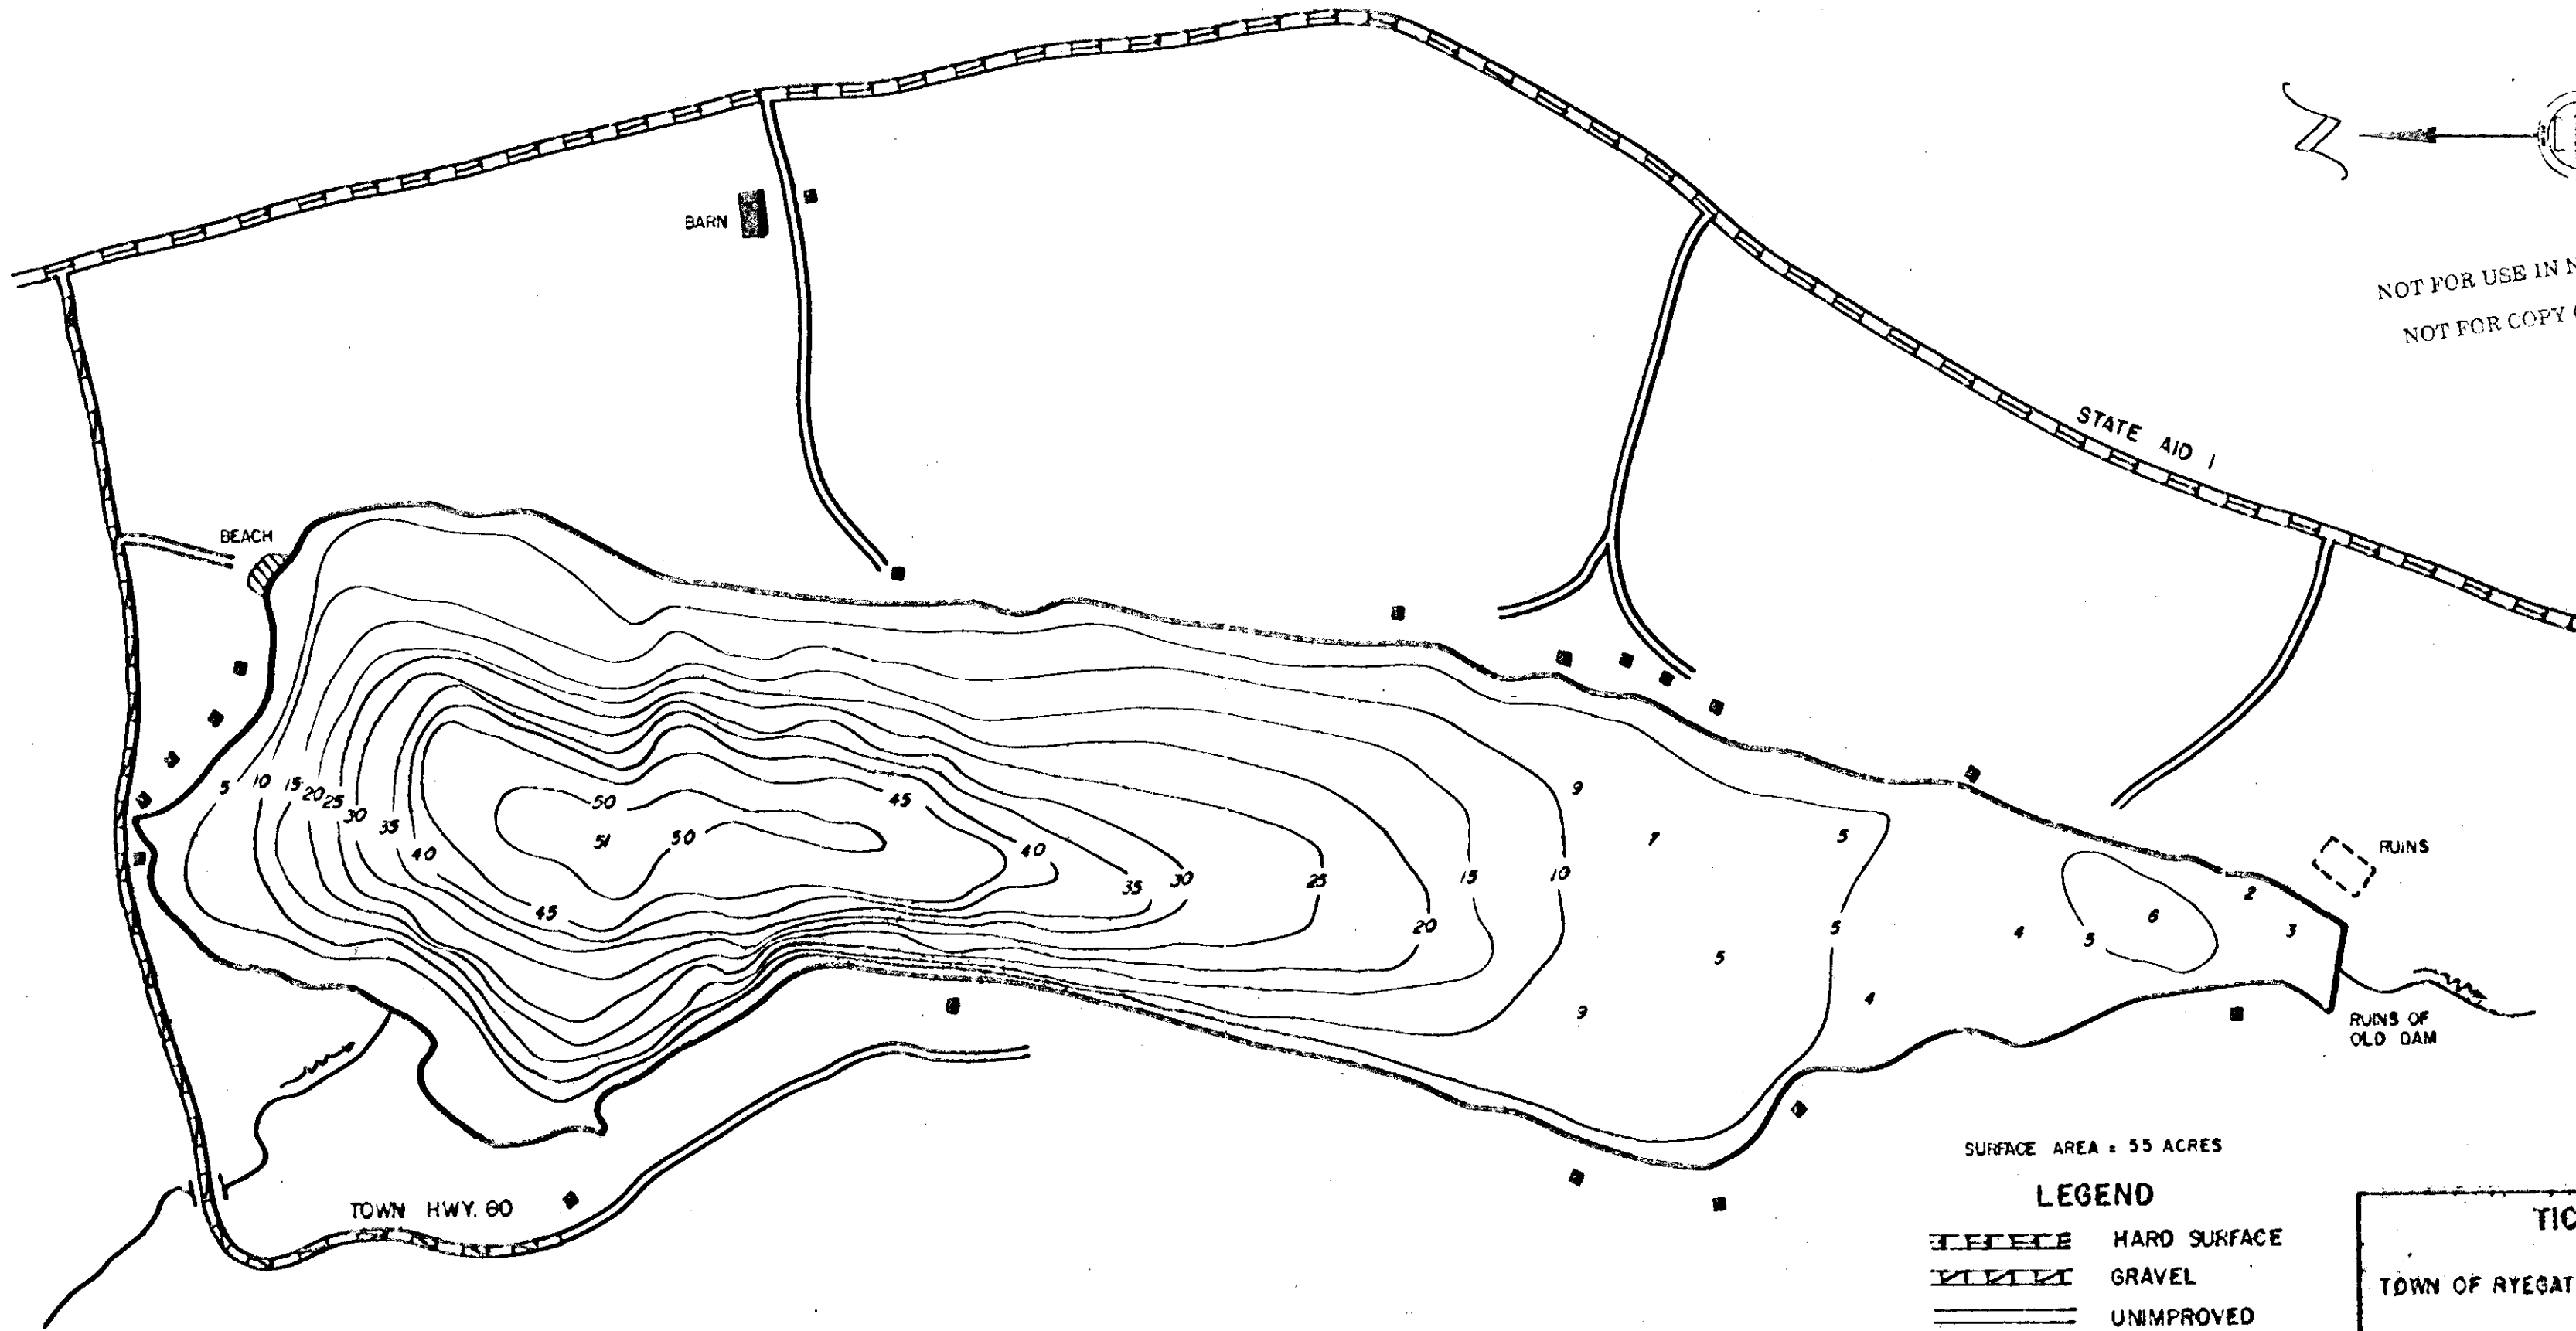 N
NOT FOR USE IN N
NOT FOR COPY
BARN
STATE AID 1
BEACH
5 10 15 20 25 30 35 40
50
45
51
50
45
40
35
30
25
20
15
10
9
7
5
5
5
9
4
4
5
6
2
3
RUINS
RUINS OF
OLD DAM
TOWN HWY. 60
SURFACE AREA = 55 ACRES
LEGEND
HARD SURFACE
GRAVEL
UNIMPROVED
TIC
TOWN OF RYEGAT